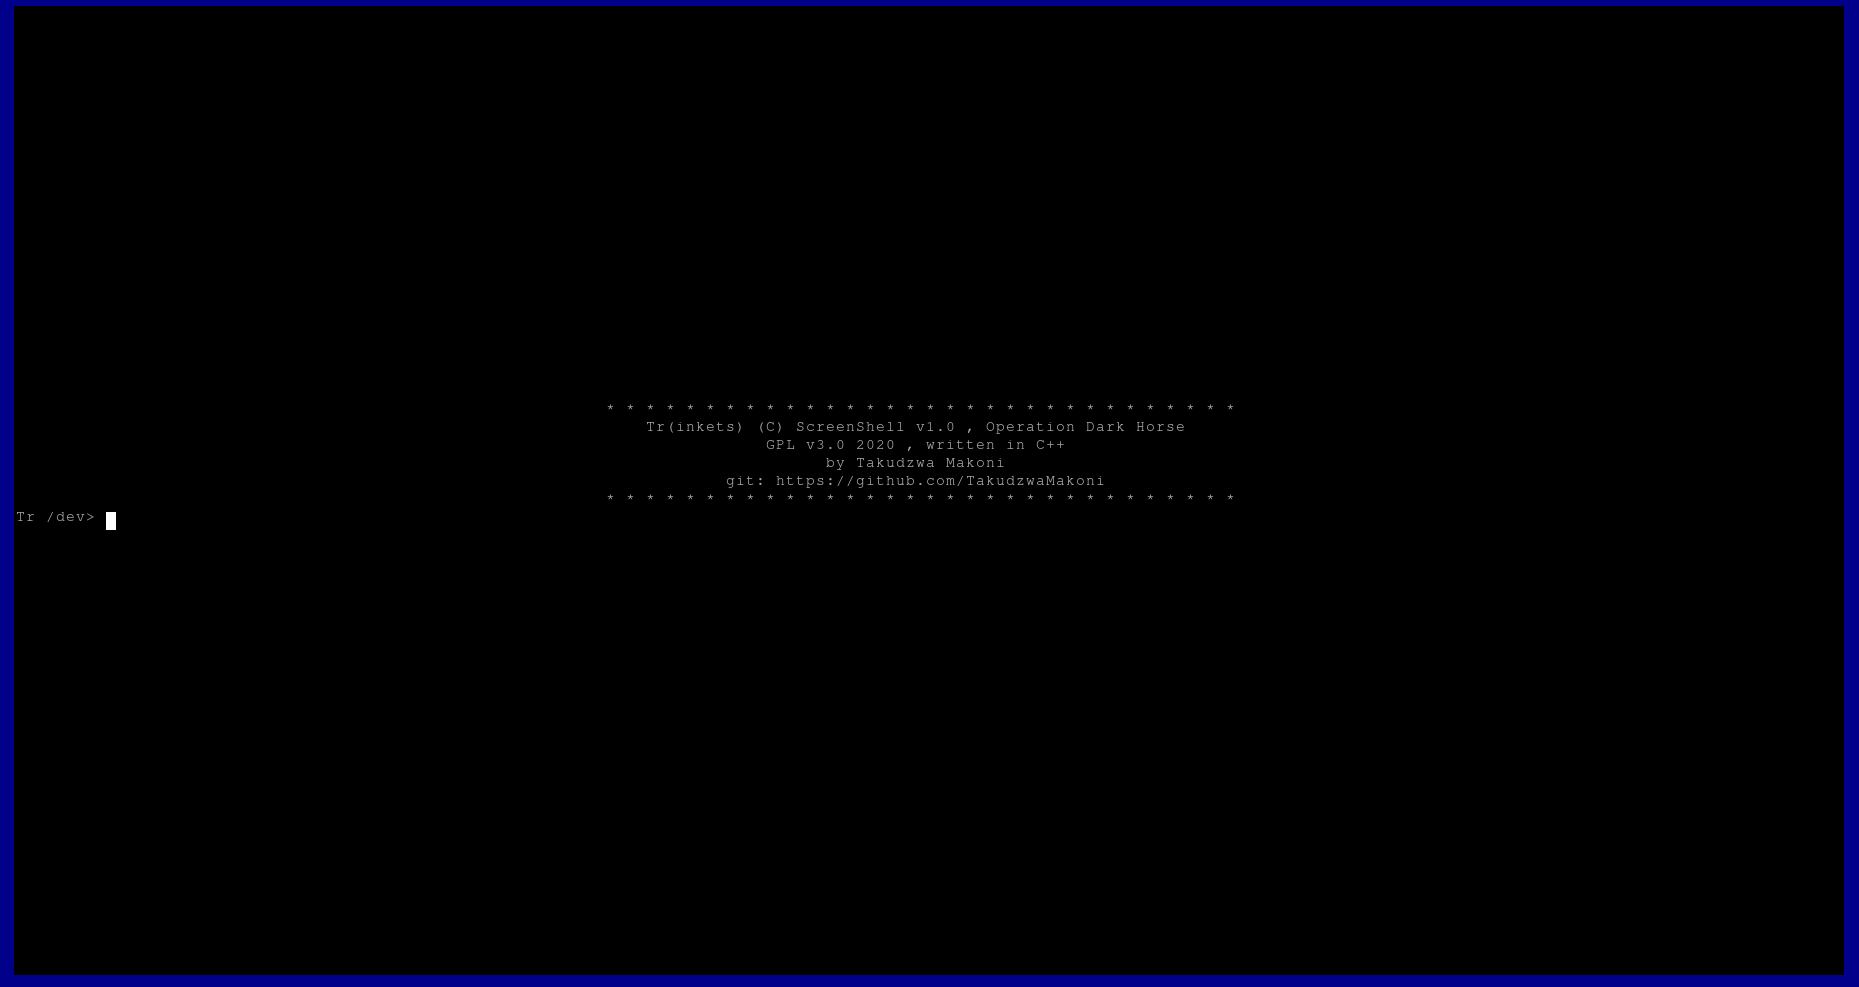 * * * * * * * * * * * * * * * * * * * * * * * * * * * * * * * *
Tr(inkets) (C) ScreenShell v1.0 , Operation Dark Horse
GPL v3.0 2020 , written in C++
by Takudzwa Makoni
git: https://github.com/TakudzwaMakoni
* * * * * * * * * * * * * * * * * * * * * * * * * * * * * * * *
Tr /dev>